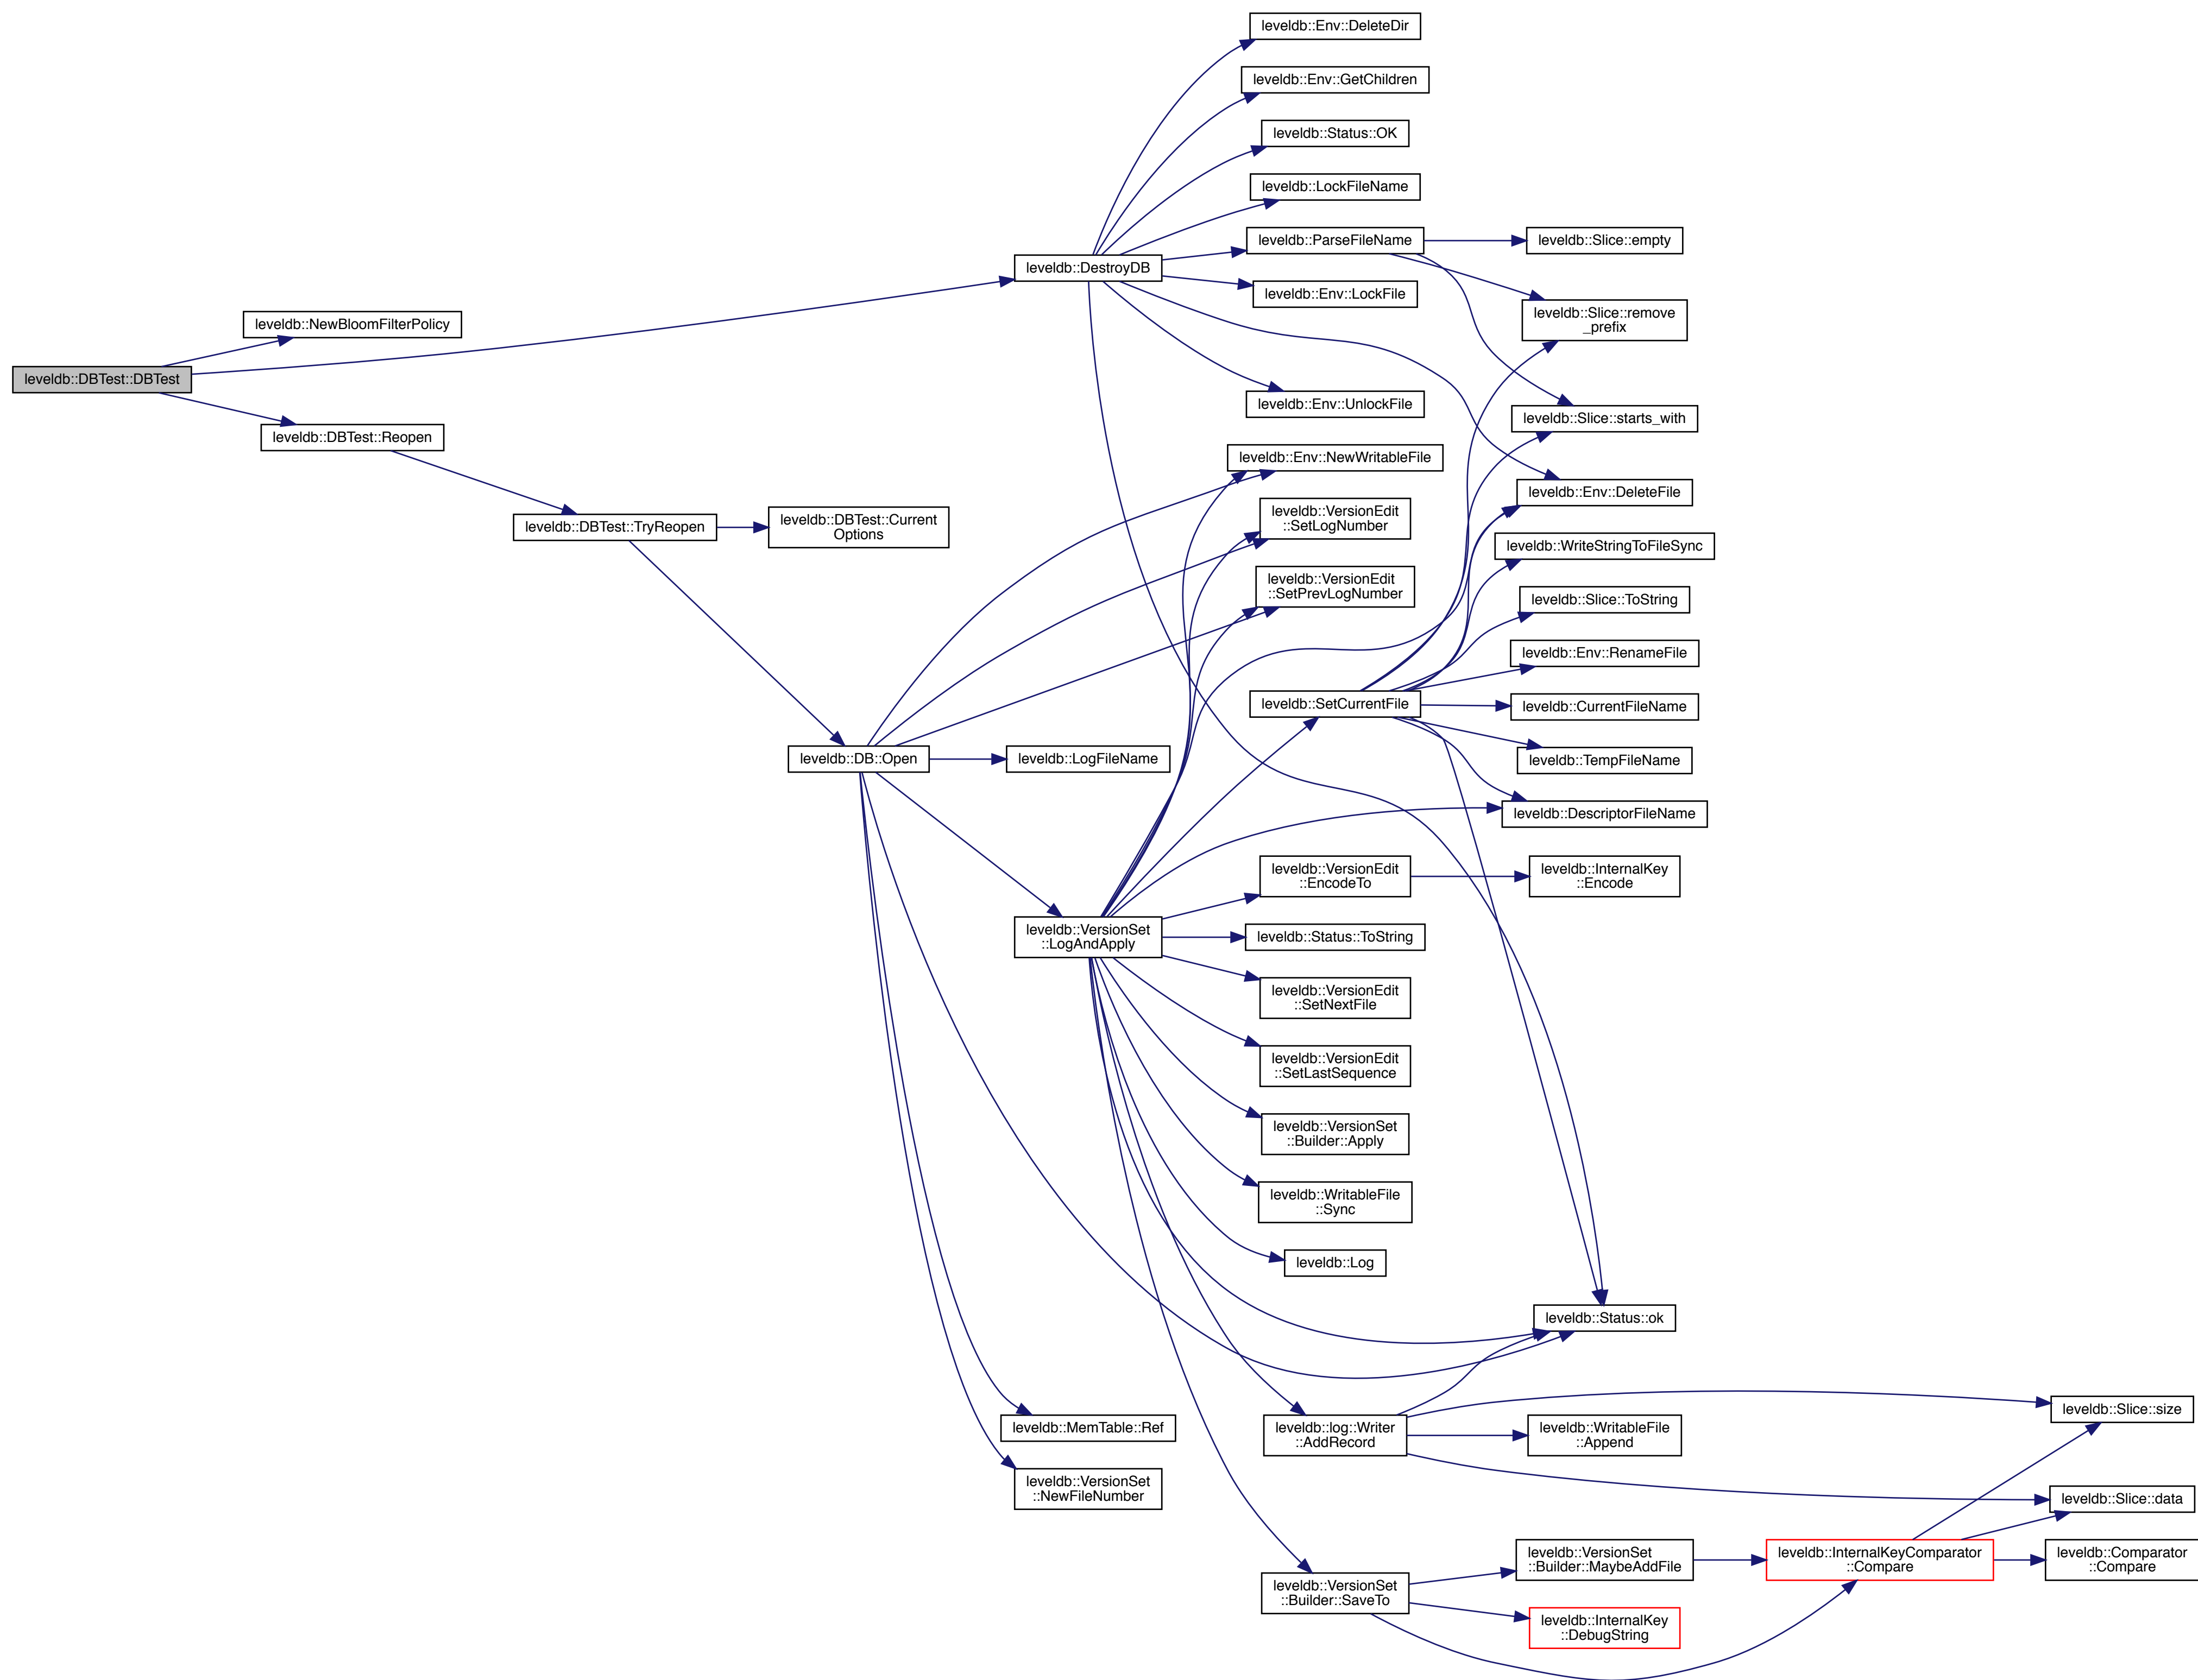 leveldb::DBTest::DBTest
leveldb::NewBloomFilterPolicy
leveldb::DBTest::Reopen
leveldb::DBTest::TryReopen
leveldb::DBTest::Current
Options
leveldb::DB::Open
leveldb::DestroyDB
leveldb::LogFileName
leveldb::VersionSet
::LogAndApply
leveldb::MemTable::Ref
leveldb::VersionSet
::NewFileNumber
leveldb::Env::DeleteDir
leveldb::Env::GetChildren
leveldb::Status::OK
leveldb::LockFileName
leveldb::ParseFileName
leveldb::Env::LockFile
leveldb::Env::UnlockFile
leveldb::Env::NewWritableFile
leveldb::VersionEdit
::SetLogNumber
leveldb::VersionEdit
::SetPrevLogNumber
leveldb::SetCurrentFile
leveldb::VersionEdit
::EncodeTo
leveldb::Status::ToString
leveldb::VersionEdit
::SetNextFile
leveldb::VersionEdit
::SetLastSequence
leveldb::VersionSet
::Builder::Apply
leveldb::WritableFile
::Sync
leveldb::Log
leveldb::log::Writer
::AddRecord
leveldb::VersionSet
::Builder::SaveTo
leveldb::Slice::empty
leveldb::Slice::remove
_prefix
leveldb::Slice::starts_with
leveldb::Env::DeleteFile
leveldb::WriteStringToFileSync
leveldb::Slice::ToString
leveldb::Env::RenameFile
leveldb::CurrentFileName
leveldb::TempFileName
leveldb::DescriptorFileName
leveldb::InternalKey
::Encode
leveldb::Status::ok
leveldb::WritableFile
::Append
leveldb::VersionSet
::Builder::MaybeAddFile
leveldb::InternalKey
::DebugString
leveldb::InternalKeyComparator
::Compare
leveldb::Slice::size
leveldb::Slice::data
leveldb::Comparator
::Compare